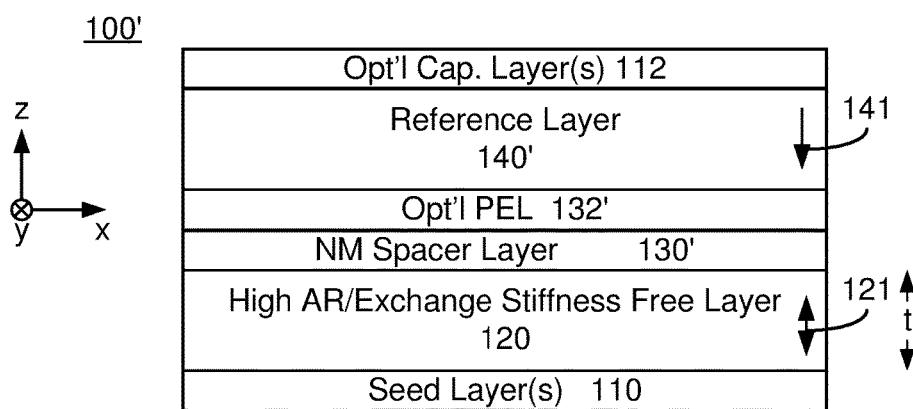 100'
Opt'l Cap. Layer(s) 112
z
141
Reference Layer
140'
Opt'l PEL 132'
y
x
NM Spacer Layer 130'
121
High AR/Exchange Stiffness Free Layer
120
t
Seed Layer(s) 110